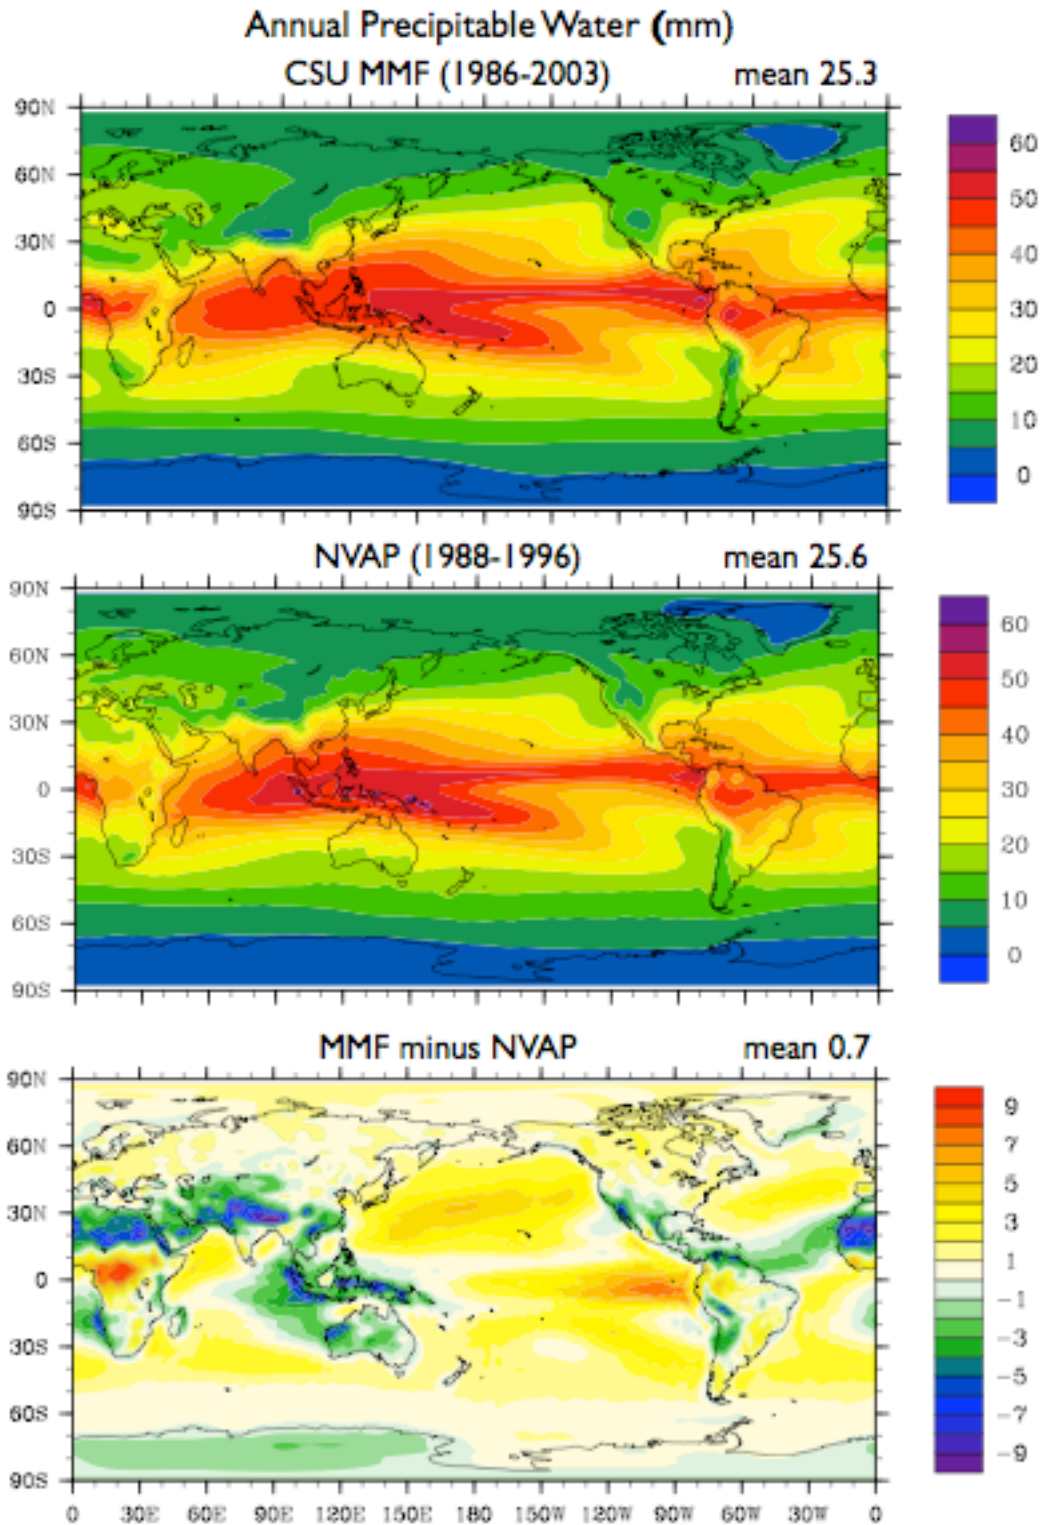 Annual Precipitable Water (mm)
CSU MMF (1986-2003) mean 25.3
90N
60N
30N
0
30S
60S
90S
60
50
40
30
20
10
0
NVAP (1988-1996) mean 25.6
90N
60N
30N
0
30S
60S
90S
60
50
40
30
20
10
0
MMF minus NVAP mean 0.7
90N
60N
30N
0
30S
60S
90S
0 30E 60E 90E 120E 150E 180 150W 120W 90W 60W 30W 0
9
7
5
3
1
-1
-3
-5
-7
-9